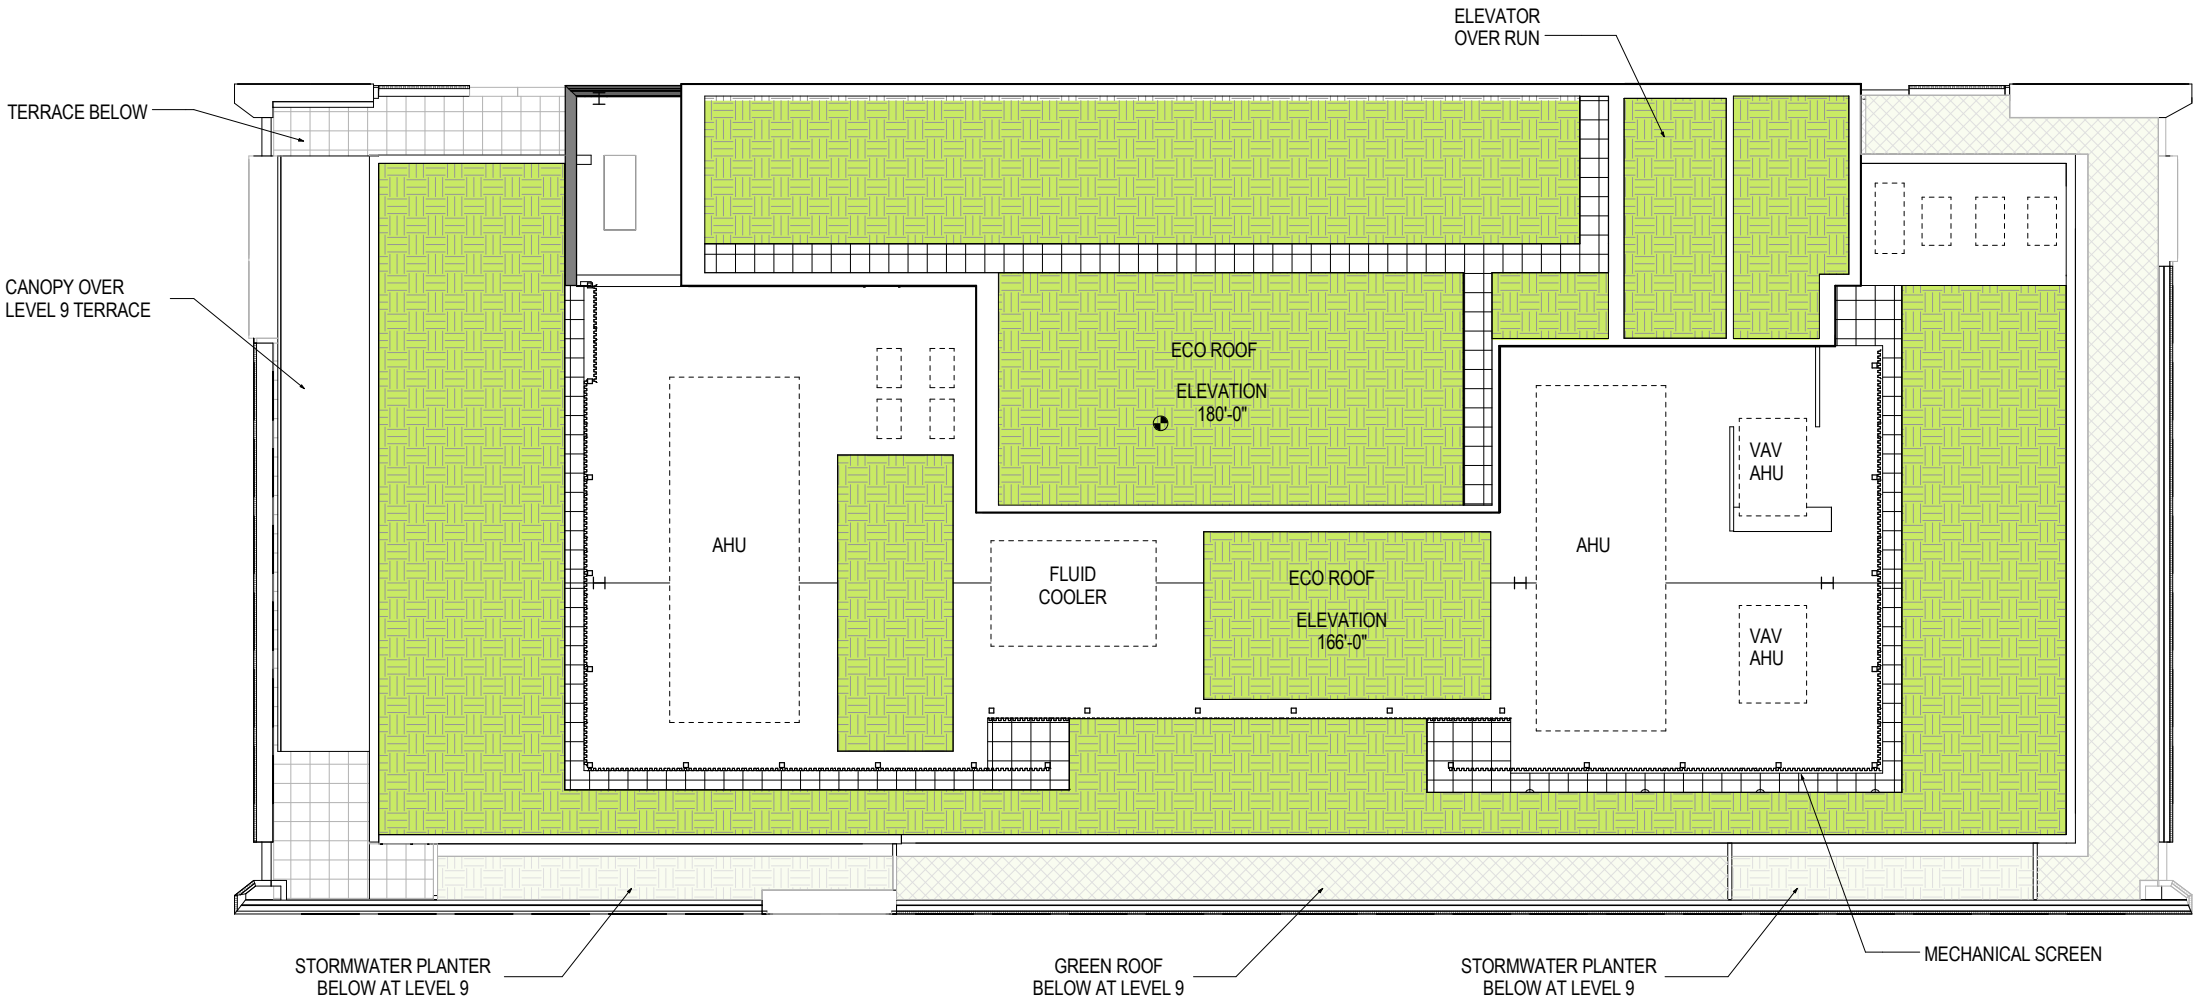 ELEVATOR
OVER RUN
TERRACE BELOW
CANOPY OVER
LEVEL 9 TERRACE
ECO ROOF
ELEVATION
180'-0"
VAV
AHU
AHU
FLUID
COOLER
ECO ROOF
ELEVATION
166'-0"
AHU
VAV
AHU
STORMWATER PLANTER
BELOW AT LEVEL 9
GREEN ROOF
BELOW AT LEVEL 9
STORMWATER PLANTER
BELOW AT LEVEL 9
MECHANICAL SCREEN